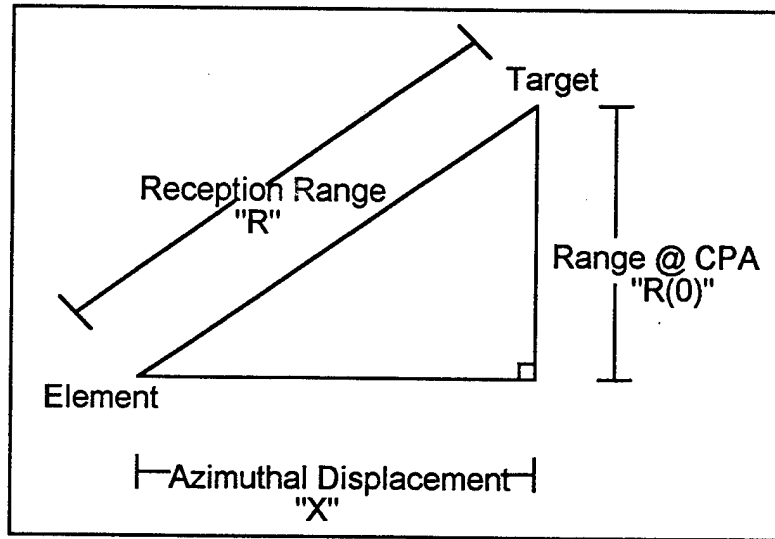 Target
Reception Range
"R"
Range @ CPA
"R(0)"
Element
Azimuthal Displacement
"X"